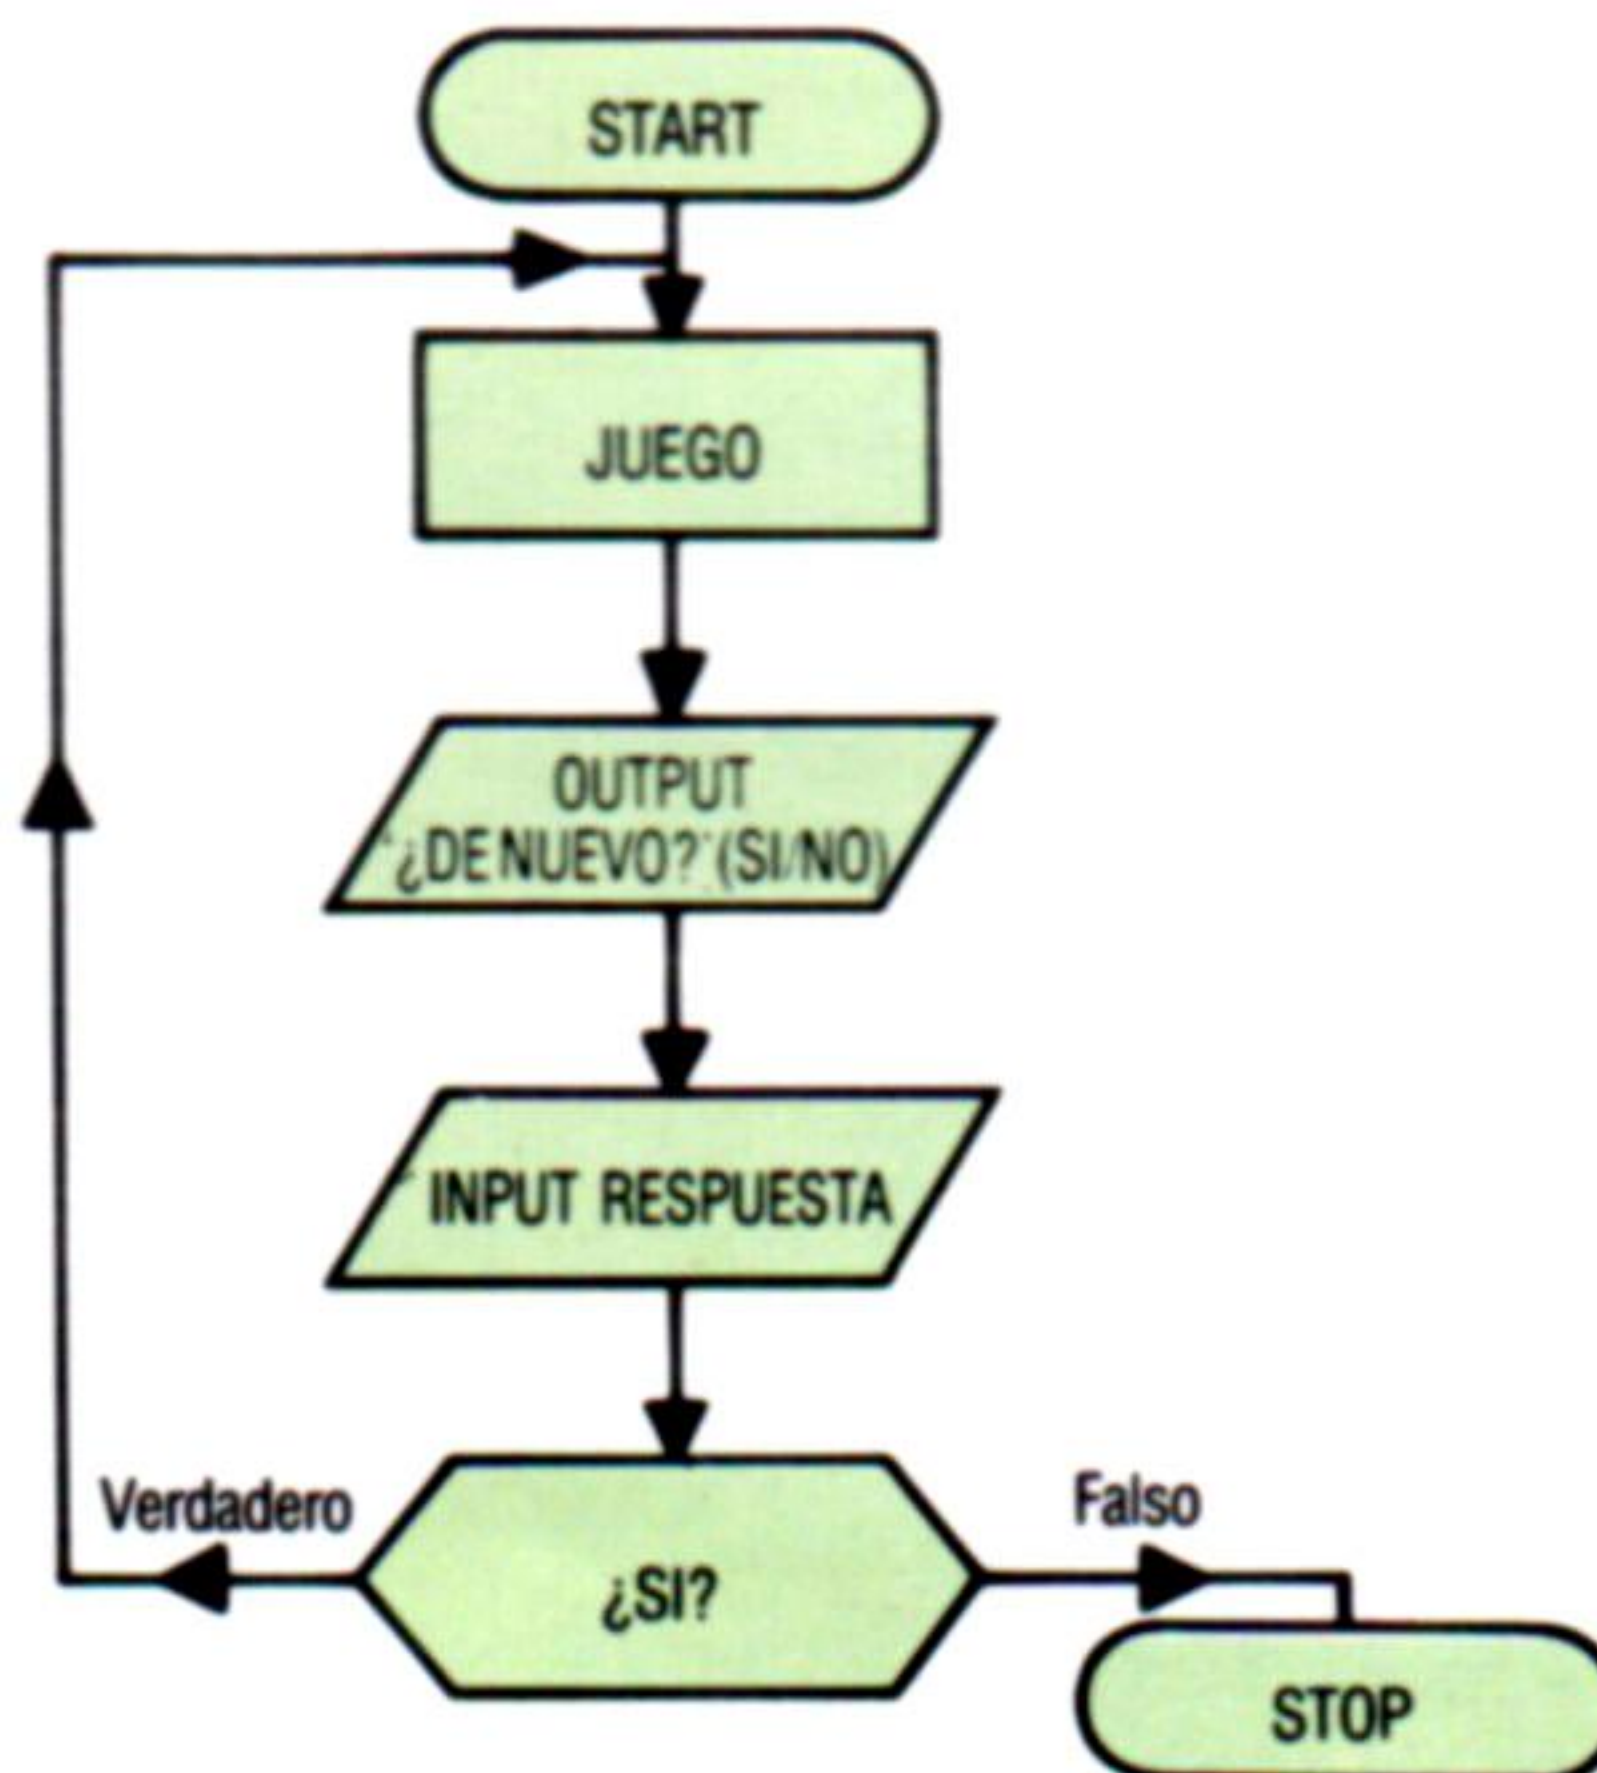 START
JUEGO
OUTPUT
"¿DE NUEVO?" (SI/NO)
INPUT RESPUESTA
Verdadero
¿SI?
Falso
STOP